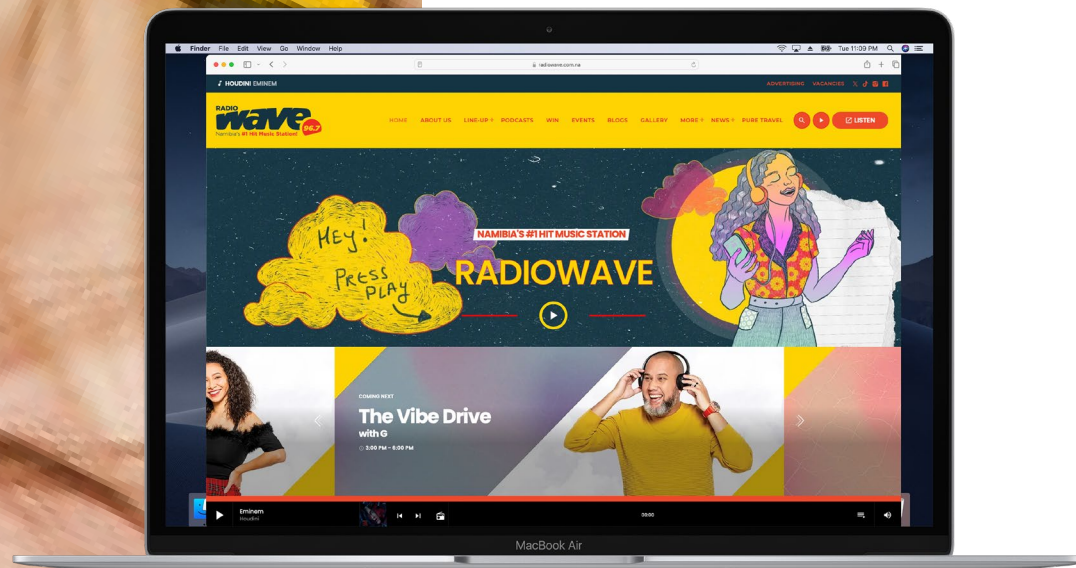 Finder File Edit View Go Window Help
Tue 11:09 PM
radiowave.com.na
HOUDINI EMINEM
ADVERTISING VACANCIES
RADIO
wave
96.7
Namibia's #1 Hit Music Station!
HOME ABOUT US LINE-UP PODCASTS WIN EVENTS BLOGS GALLERY MORE NEWS PURE TRAVEL LISTEN
HEY!
PRESS
PLAY
NAMIBIA'S #1 HIT MUSIC STATION
RADIOWAVE
COMING NEXT
The Vibe Drive
with G
2:00 PM – 6:00 PM
Eminem
Houdini
00:00
MacBook Air